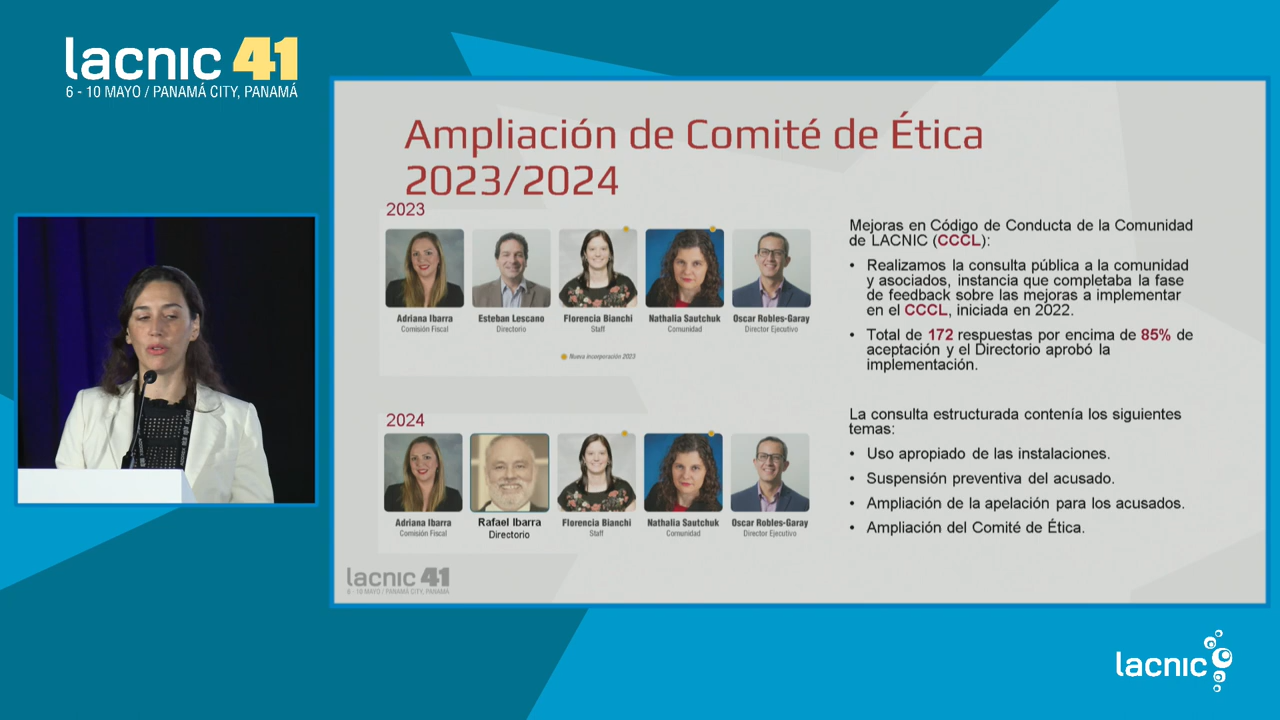 lacnic 41
6 - 10 MAYO / PANAMÁ CITY, PANAMÁ
Ampliación de Comité de Ética
2023/2024
2023
Adriana Ibarra
Comisión Fiscal
Esteban Lescano
Directorio
Florencia Bianchi
Staff
Nathalia Sautchuk
Comunidad
Oscar Robles-Garay
Director Ejecutivo
Nueva incorporación 2023
2024
Adriana Ibarra
Comisión Fiscal
Rafael Ibarra
Directorio
Florencia Bianchi
Staff
Nathalia Sautchuk
Comunidad
Oscar Robles-Garay
Director Ejecutivo
Mejoras en Código de Conducta de la Comunidad
de LACNIC (CCCL):
• Realizamos la consulta pública a la comunidad
y asociados, instancia que completaba la fase
de feedback sobre las mejoras a implementar
en el CCCL, iniciada en 2022.
• Total de 172 respuestas por encima de 85% de
aceptación y el Directorio aprobó la
implementación.
La consulta estructurada contenía los siguientes
temas:
• Uso apropiado de las instalaciones.
• Suspensión preventiva del acusado.
• Ampliación de la apelación para los acusados.
• Ampliación del Comité de Ética.
lacnic 41
6 - 10 MAYO / PANAMÁ CITY, PANAMÁ
lacnic